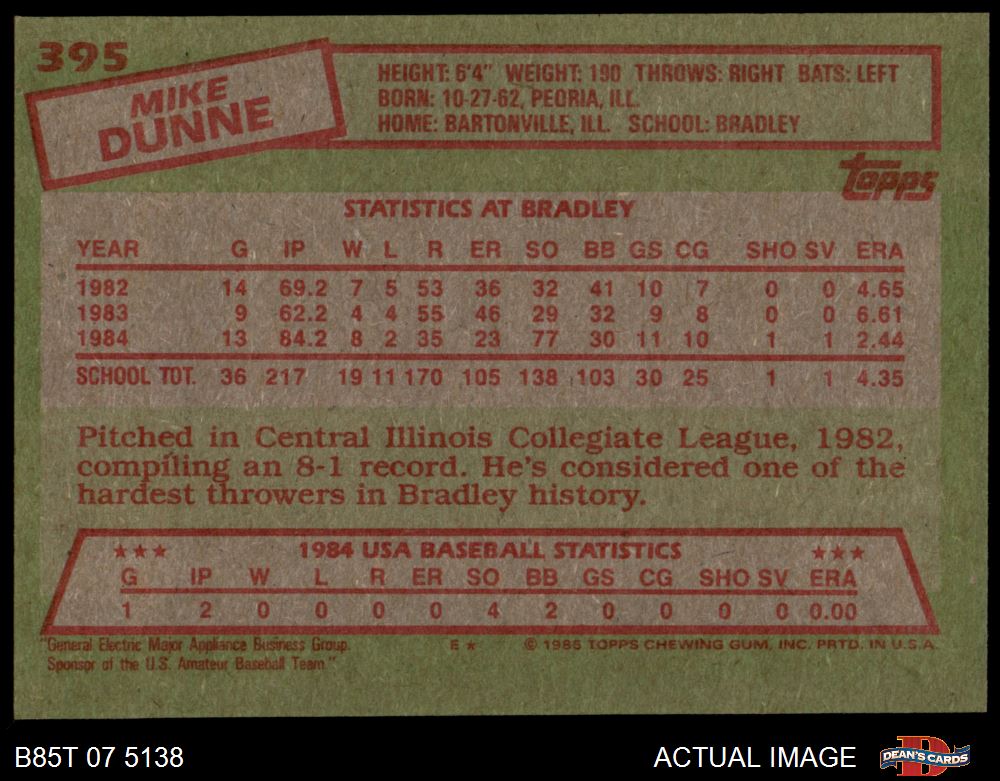 395
MIKE
DUNNE
HEIGHT: 6'4" WEIGHT: 190 THROWS: RIGHT BATS: LEFT
BORN: 10-27-62, PEORIA, ILL.
HOME: BARTONVILLE, ILL. SCHOOL: BRADLEY
topps
STATISTICS AT BRADLEY
YEAR G IP W L R ER SO BB GS CG SHO SV ERA
1982 14 69.2 7 5 53 36 32 41 10 7 0 0 4.65
1983 9 62.2 4 4 55 46 29 32 9 8 0 0 6.61
1984 13 84.2 8 2 35 23 77 30 11 10 1 1 2.44
SCHOOL TOT. 36 217 19 11 170 105 138 103 30 25 1 1 4.35
Pitched in Central Illinois Collegiate League, 1982,
compiling an 8-1 record. He's considered one of the
hardest throwers in Bradley history.
★★★ 1984 USA BASEBALL STATISTICS ★★★
G IP W L R ER SO BB GS CG SHO SV ERA
1 2 0 0 0 0 4 2 0 0 0 0 0.00
"General Electric Major Appliance Business Group. E ★ © 1985 TOPPS CHEWING GUM, INC. PRTD. IN U.S.A.
Sponsor of the U.S. Amateur Baseball Team."
B85T 07 5138 ACTUAL IMAGE DEAN'S CARDS